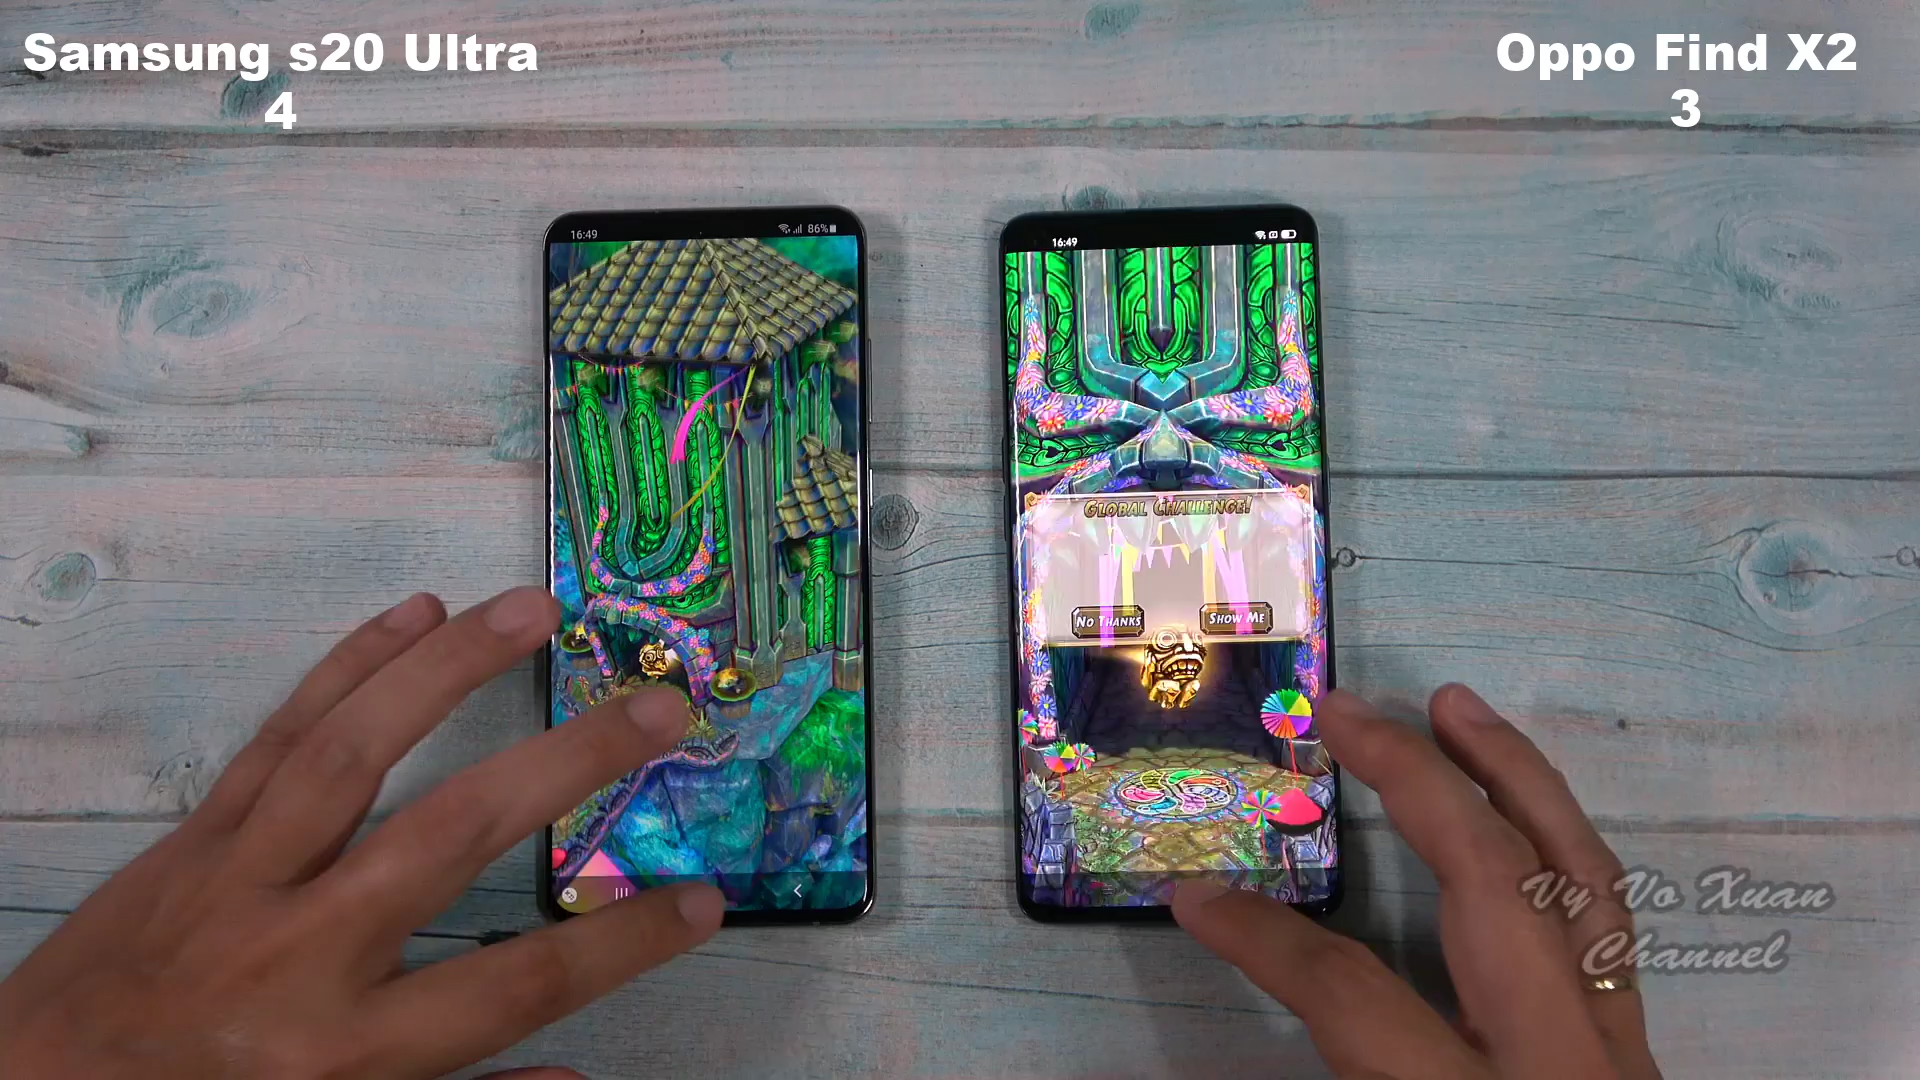 Samsung s20 Ultra
4
Oppo Find X2
3
16:49
86%
16:49
GLOBAL CHALLENGE!
NO THANKS
SHOW ME
Vy Vo Xuan
Channel